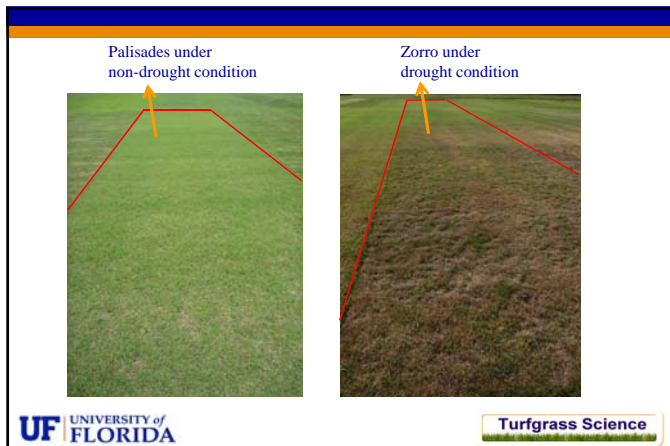 Palisades under
non-drought condition
Zorro under
drought condition
UF UNIVERSITY of
FLORIDA
Turfgrass Science